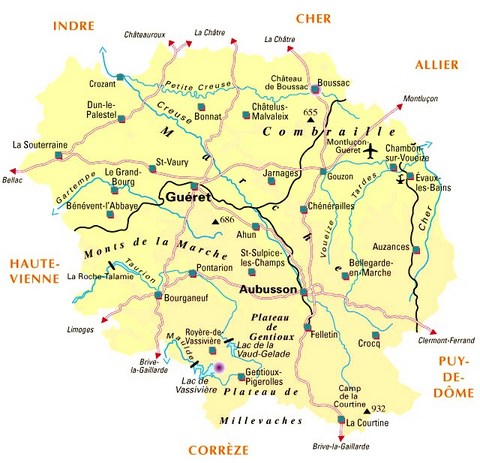 INDRE
CHER
Châteauroux
La Châtre
La Châtre
ALLIER
Crozant
Petite Creuse
Château
de Boussac
Boussac
Montluçon
Dun-le-
Palestel
Creuse
Bonnat
Châtelus-
Malvaleix
655
Combraille
Marche
La Souterraine
St-Vaury
Montluçon-
Guéret
Chambon-
sur-Voueize
Bellac
Gartempe
Le Grand-
Bourg
Jarnages
Gouzon
Tardes
Évaux-
les-Bains
Guéret
Bénévent-l'Abbaye
686
Chénérailles
Voueize
Cher
Ahun
Monts de la Marche
Auzances
HAUTE-
VIENNE
La Roche-Talamie
Taurion
Pontarion
St-Sulpice-
les-Champs
Bellegarde-
en-Marche
Bourganeuf
Aubusson
Limoges
Plateau
de
Gentioux
Felletin
Clermont-Ferrand
Royère-de-
Vassivière
Maulde
Lac de la
Vaud-Gelade
Crocq
PUY-
DE-
DÔME
Brive-
la-Gaillarde
Lac de
Vassivière
Gentioux-
Pigerolles
Camp
de la
Courtine
Plateau de
Millevaches
932
La Courtine
CORRÈZE
Brive-la-Gaillarde